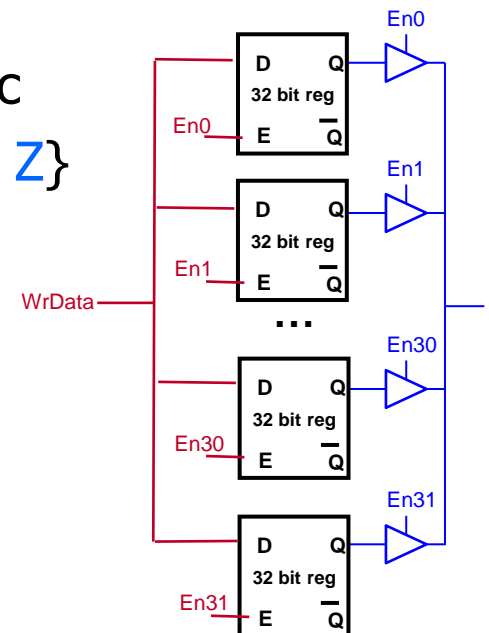 c
Z}
En0
D Q
32 bit reg
En0
E Q
En1
D Q
32 bit reg
En1
E Q
WrData
...
En30
D Q
32 bit reg
En30
E Q
En31
D Q
32 bit reg
En31
E Q